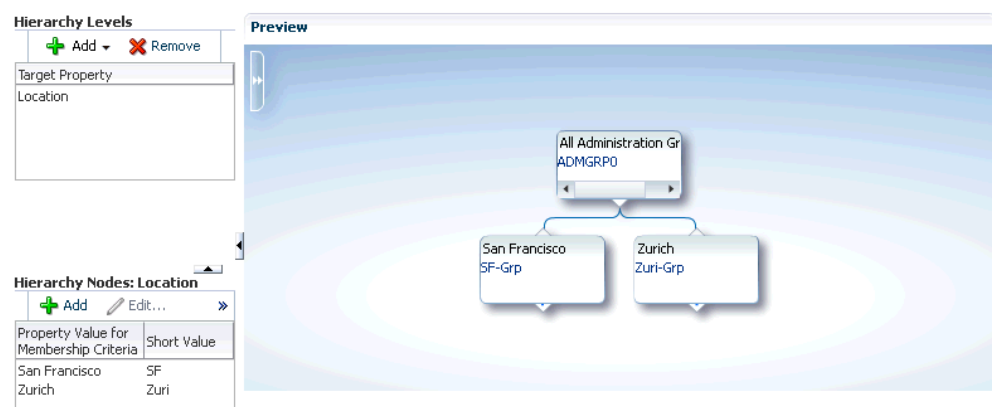 Hierarchy Levels
Add
Remove
Target Property
Location
Hierarchy Nodes: Location
Add
Edit...
Property Value for
Membership Criteria
Short Value
San Francisco SF
Zurich Zuri
Preview
All Administration Gr
ADMGRP0
San Francisco
SF-Grp
Zurich
Zuri-Grp